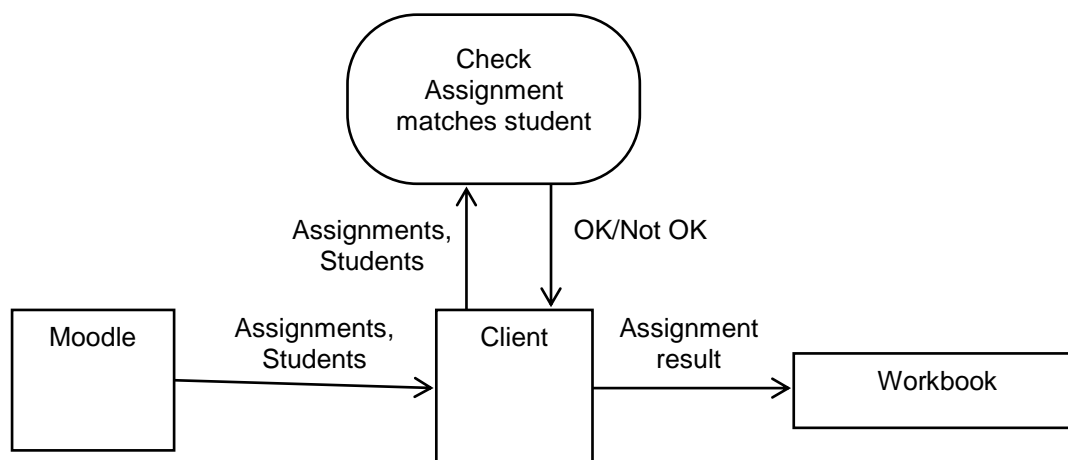 Check
Assignment
matches student
Assignments,
Students
OK/Not OK
Moodle
Assignments,
Students
Client
Assignment
result
Workbook